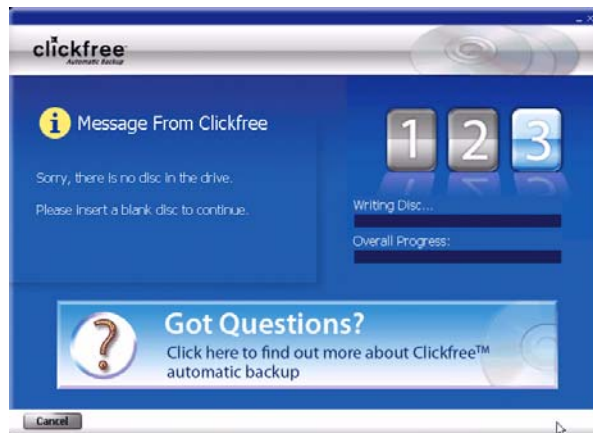 clickfree
Automatic Backup
Message From Clickfree
Sorry, there is no disc in the drive.
Please insert a blank disc to continue.
1 2 3
Writing Disc...
Overall Progress:
Got Questions?
Click here to find out more about Clickfree™
automatic backup
Cancel